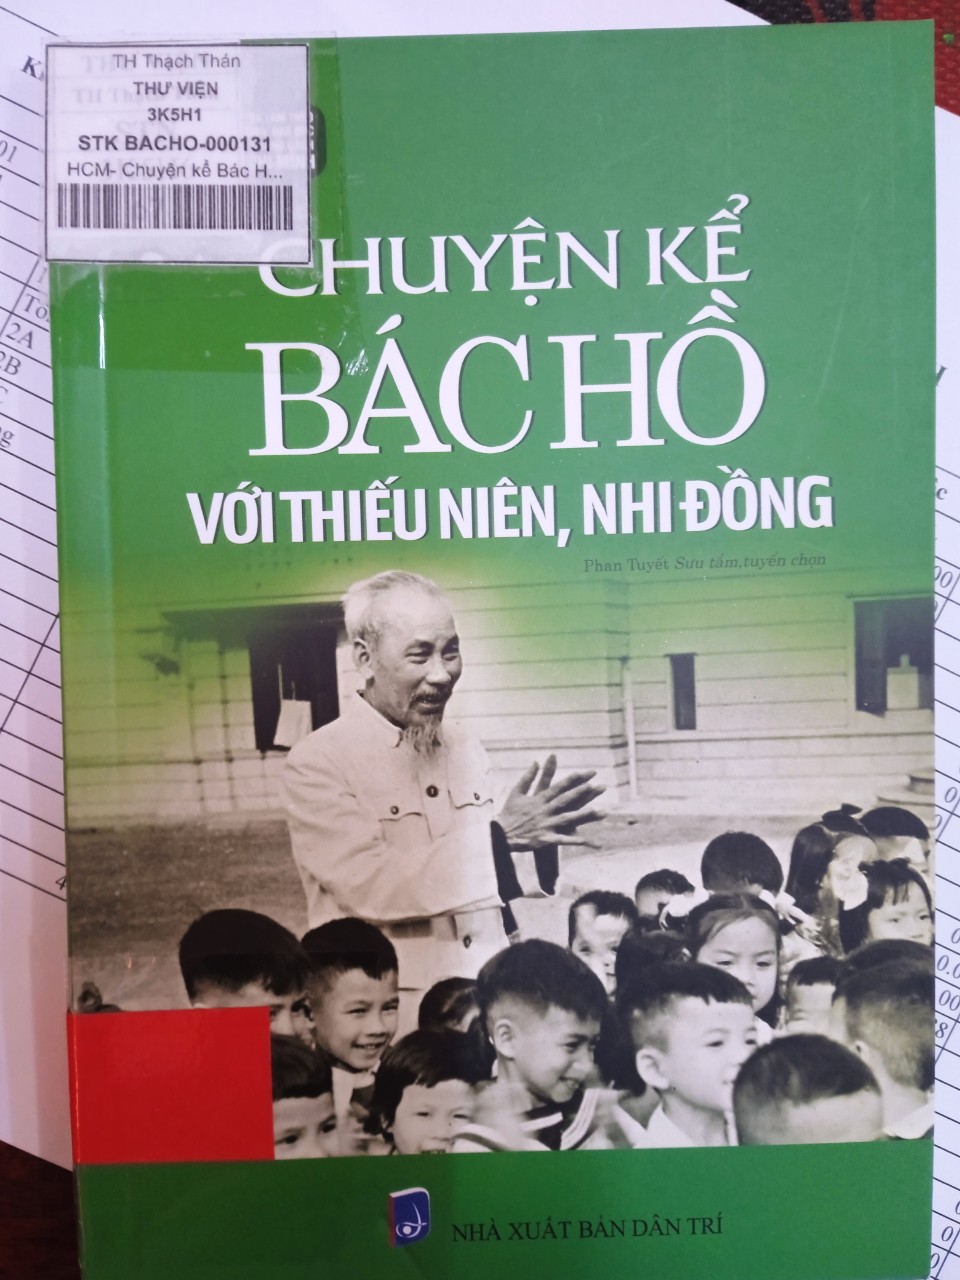 TH Thạch Thán
THƯ VIỆN
3K5H1
STK BACHO-000131
HCM- Chuyện kể Bác H...
CHUYỆN KỂ
BÁC HỒ
VỚI THIẾU NIÊN, NHI ĐỒNG
Phan Tuyết Sưu tầm,tuyển chọn
NHÀ XUẤT BẢN DÂN TRÍ
2A